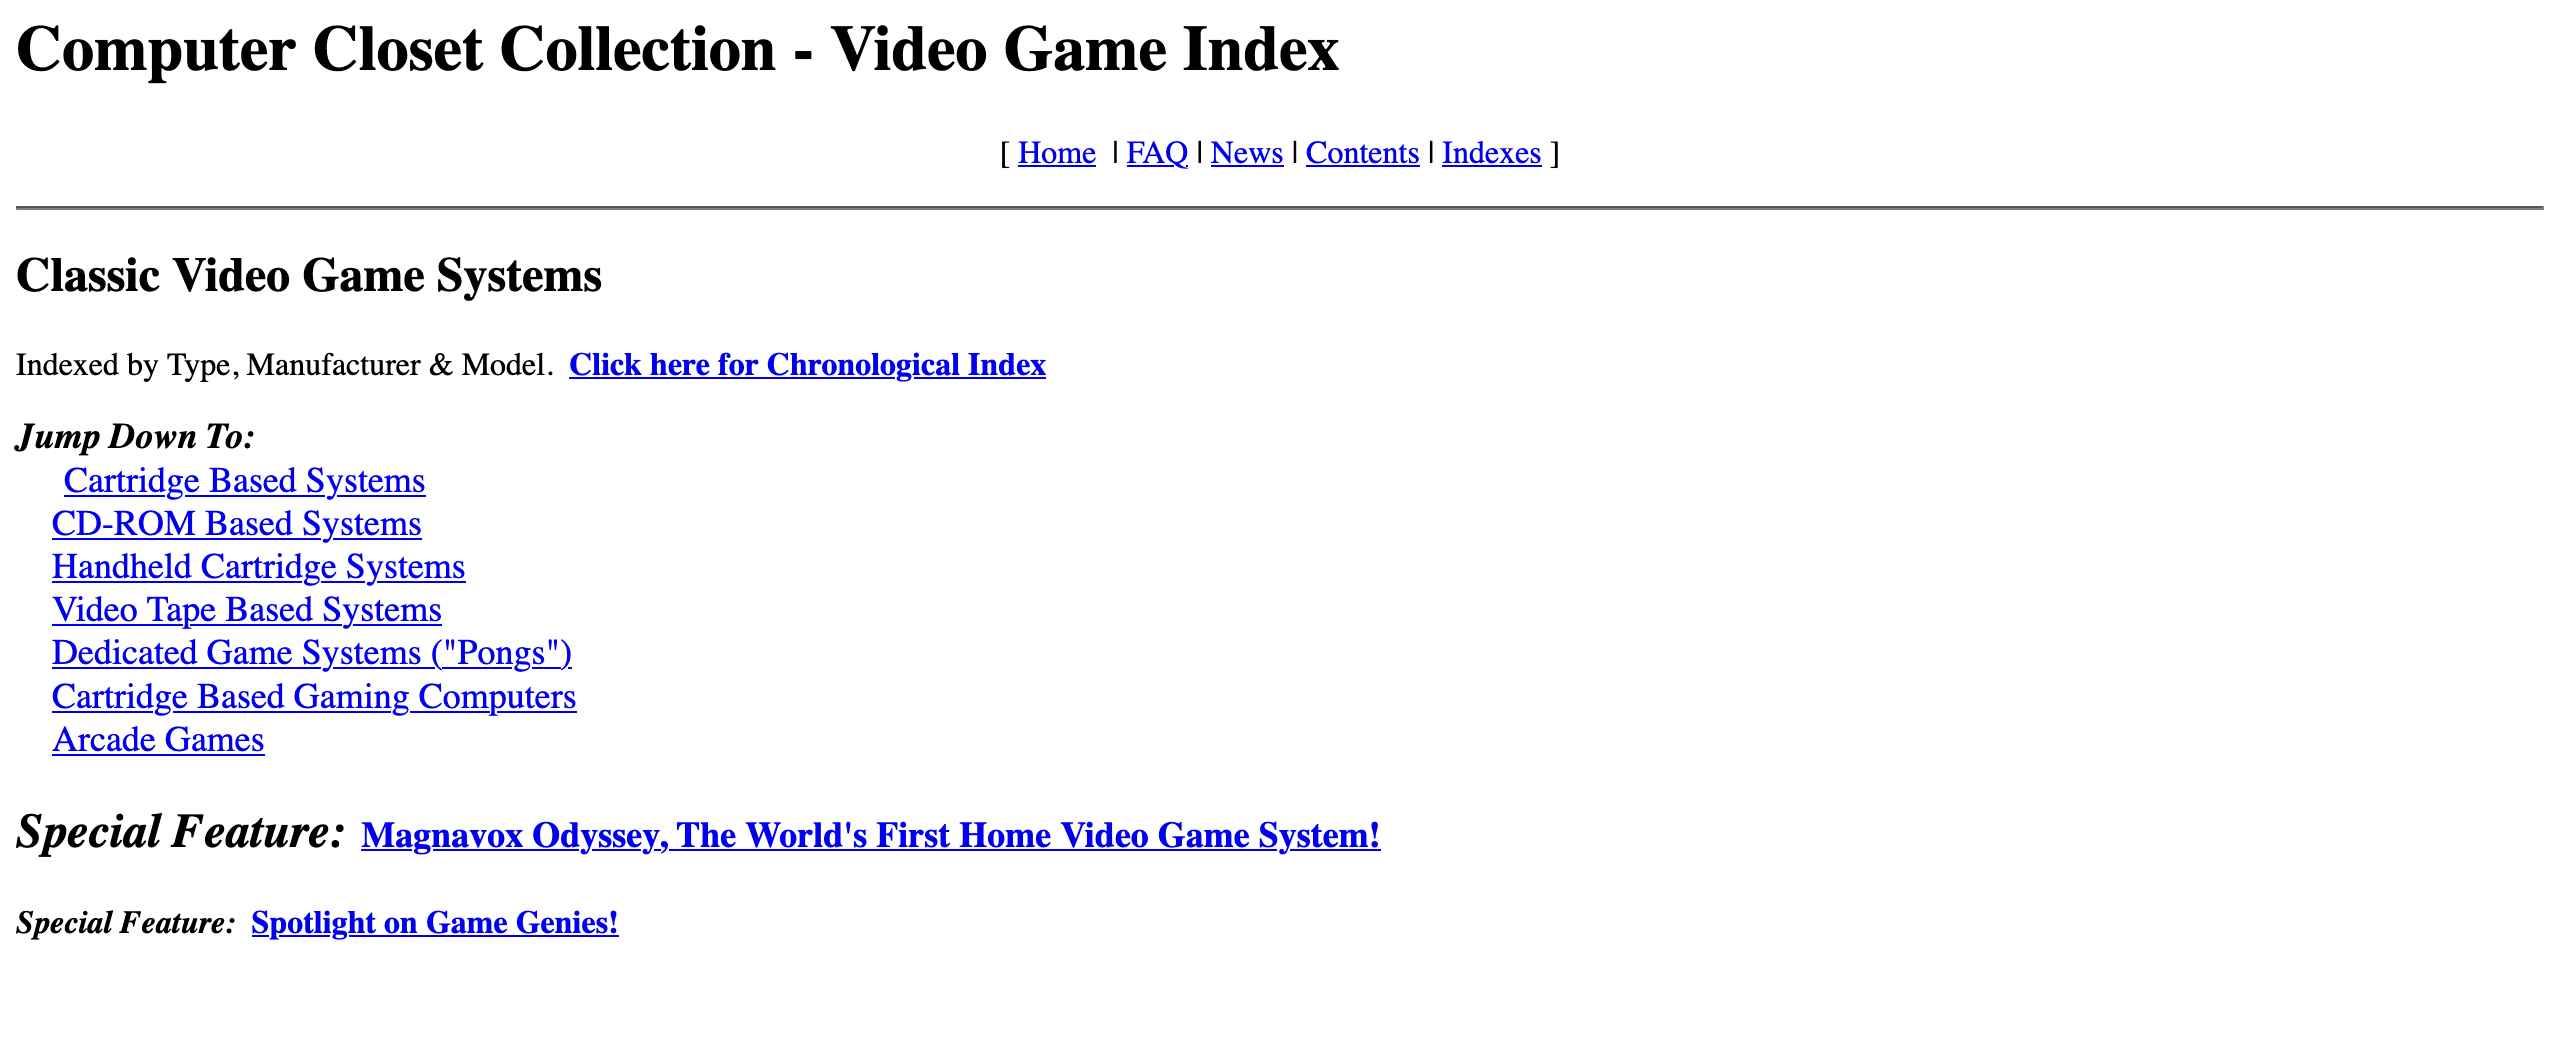 Computer Closet Collection - Video Game Index
[ Home | FAQ | News | Contents | Indexes ]
Classic Video Game Systems
Indexed by Type, Manufacturer & Model. Click here for Chronological Index
Jump Down To:
Cartridge Based Systems
CD-ROM Based Systems
Handheld Cartridge Systems
Video Tape Based Systems
Dedicated Game Systems ("Pongs")
Cartridge Based Gaming Computers
Arcade Games
Special Feature: Magnavox Odyssey, The World's First Home Video Game System!
Special Feature: Spotlight on Game Genies!